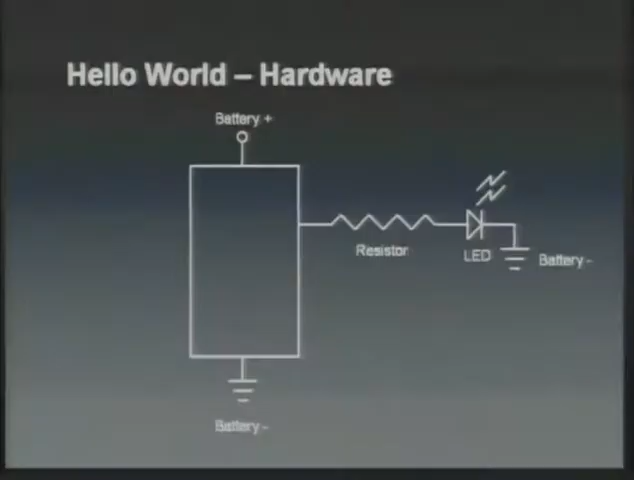 Hello World – Hardware
Battery +
Resistor
LED
Battery -
Battery -